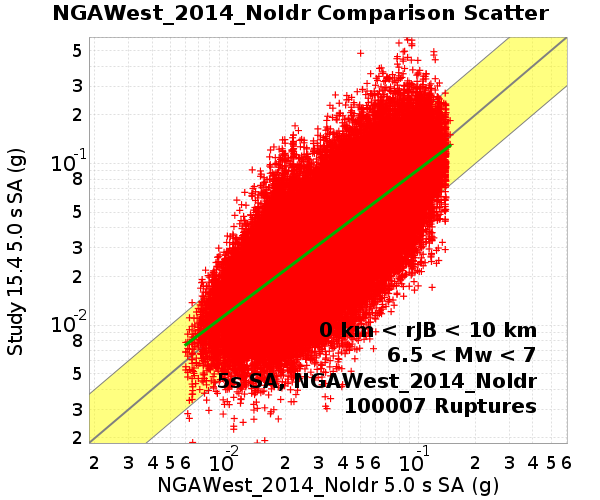 NGAWest_2014_NoIdr Comparison Scatter
5
3
2
10-1
8
5
3
2
10-2
8
5
3
2
Study 15.4 5.0 s SA (g)
0 km < rJB < 10 km
6.5 < Mw < 7
5s SA, NGAWest_2014_NoIdr
100007 Ruptures
2 3 4 5 6 10-2 2 3 4 5 6 10-1 2 3 4 5 6
NGAWest_2014_NoIdr 5.0 s SA (g)